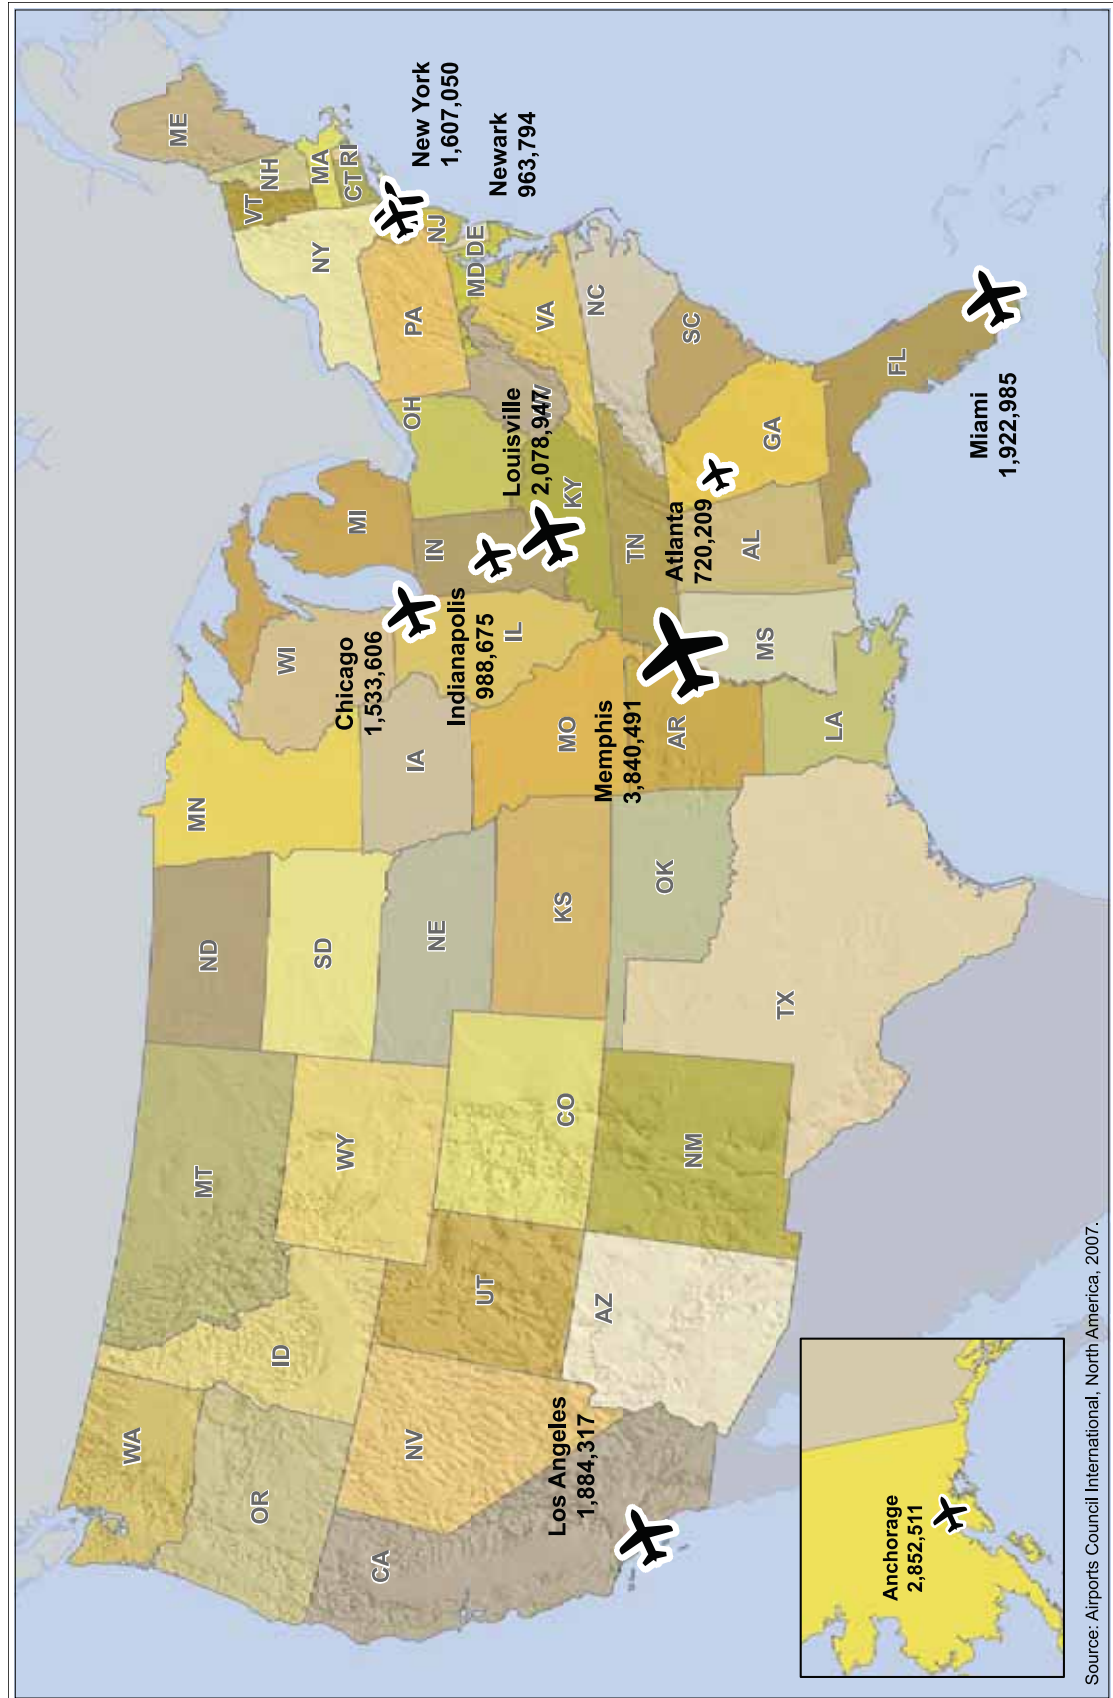 WA
OR
CA
NV
ID
MT
WY
UT
AZ
CO
NM
ND
SD
NE
KS
OK
TX
MN
IA
MO
AR
LA
WI
IL
MS
MI
IN
KY
TN
AL
OH
GA
FL
SC
NC
VA
PA
NY
NJ
MD
DE
VT
NH
MA
CT
RI
ME
Los Angeles
1,884,317
Chicago
1,533,606
Indianapolis
988,675
Memphis
3,840,491
Louisville
2,078,947
Atlanta
720,209
Miami
1,922,985
New York
1,607,050
Newark
963,794
Anchorage
2,852,511
Source: Airports Council International, North America, 2007.